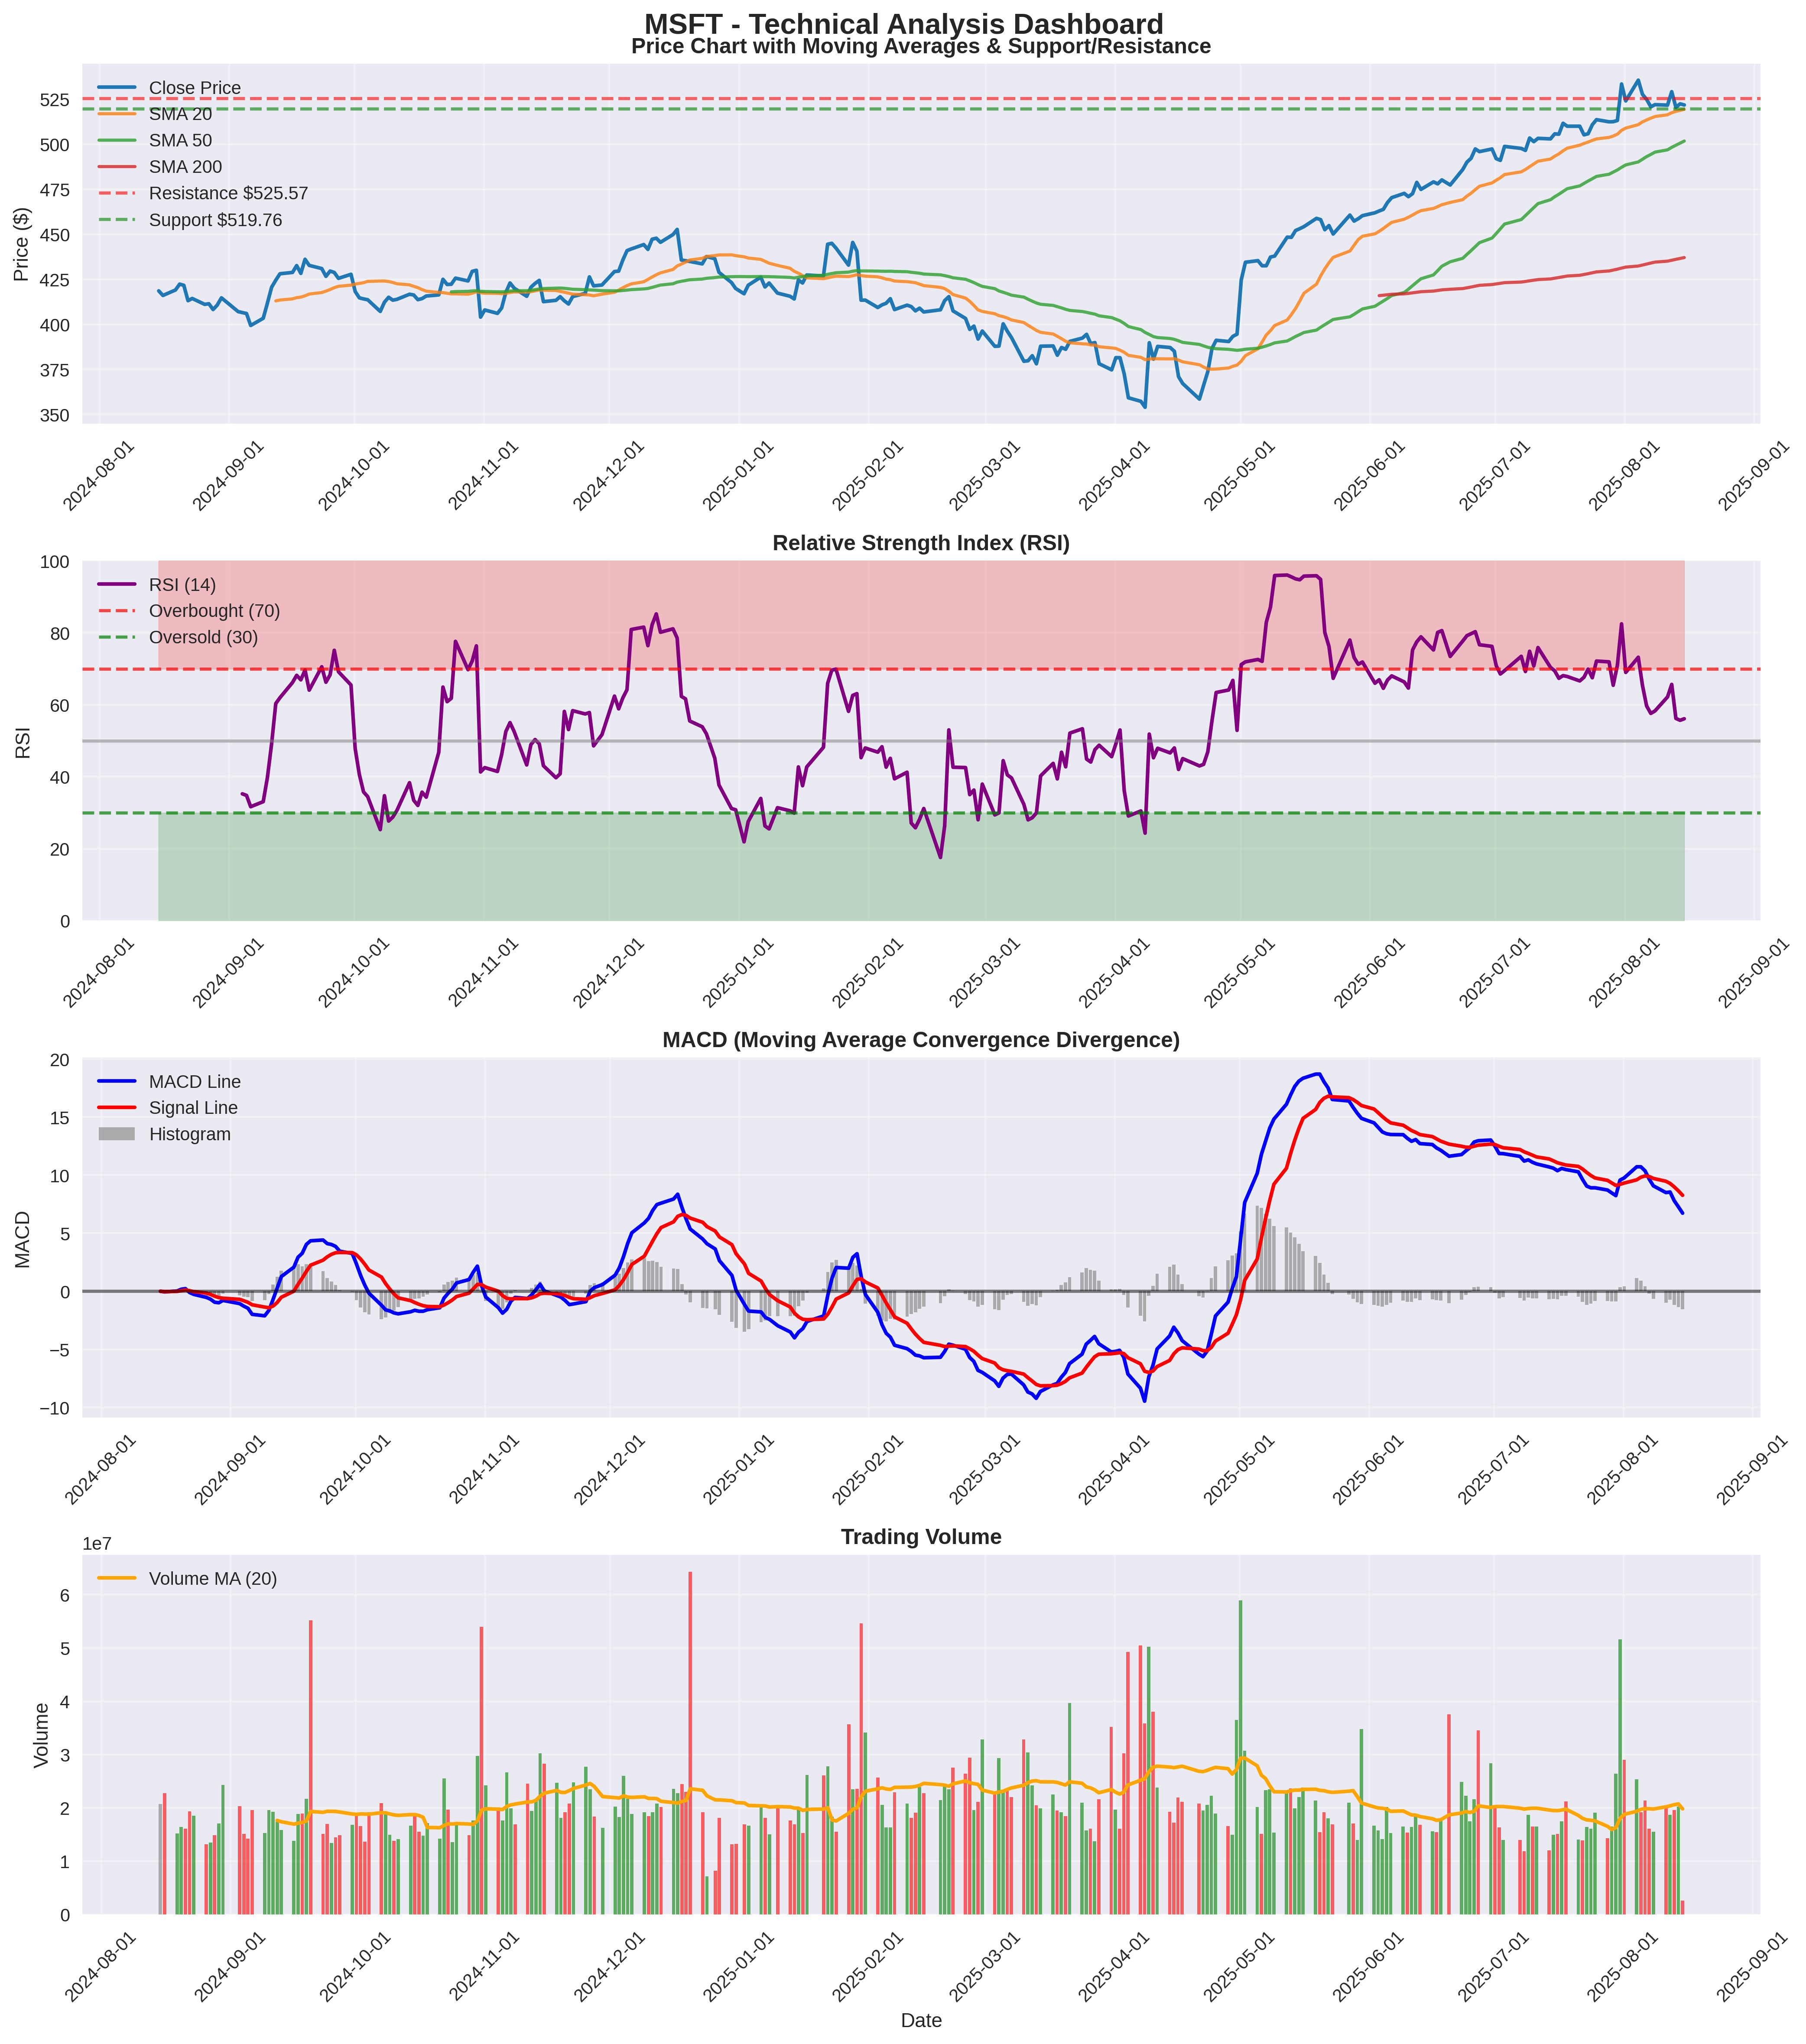 MSFT - Technical Analysis Dashboard
Price Chart with Moving Averages & Support/Resistance
Close Price
SMA 20
SMA 50
SMA 200
Resistance $525.57
Support $519.76
Price ($)
525
500
475
450
425
400
375
350
2024-08-01 2024-09-01 2024-10-01 2024-11-01 2024-12-01 2025-01-01 2025-02-01 2025-03-01 2025-04-01 2025-05-01 2025-06-01 2025-07-01 2025-08-01 2025-09-01
Relative Strength Index (RSI)
RSI (14)
Overbought (70)
Oversold (30)
RSI
100
80
60
40
20
0
2024-08-01 2024-09-01 2024-10-01 2024-11-01 2024-12-01 2025-01-01 2025-02-01 2025-03-01 2025-04-01 2025-05-01 2025-06-01 2025-07-01 2025-08-01 2025-09-01
MACD (Moving Average Convergence Divergence)
MACD Line
Signal Line
Histogram
MACD
20
15
10
5
0
−5
−10
2024-08-01 2024-09-01 2024-10-01 2024-11-01 2024-12-01 2025-01-01 2025-02-01 2025-03-01 2025-04-01 2025-05-01 2025-06-01 2025-07-01 2025-08-01 2025-09-01
Trading Volume
1e7
Volume MA (20)
Volume
6
5
4
3
2
1
0
2024-08-01 2024-09-01 2024-10-01 2024-11-01 2024-12-01 2025-01-01 2025-02-01 2025-03-01 2025-04-01 2025-05-01 2025-06-01 2025-07-01 2025-08-01 2025-09-01
Date